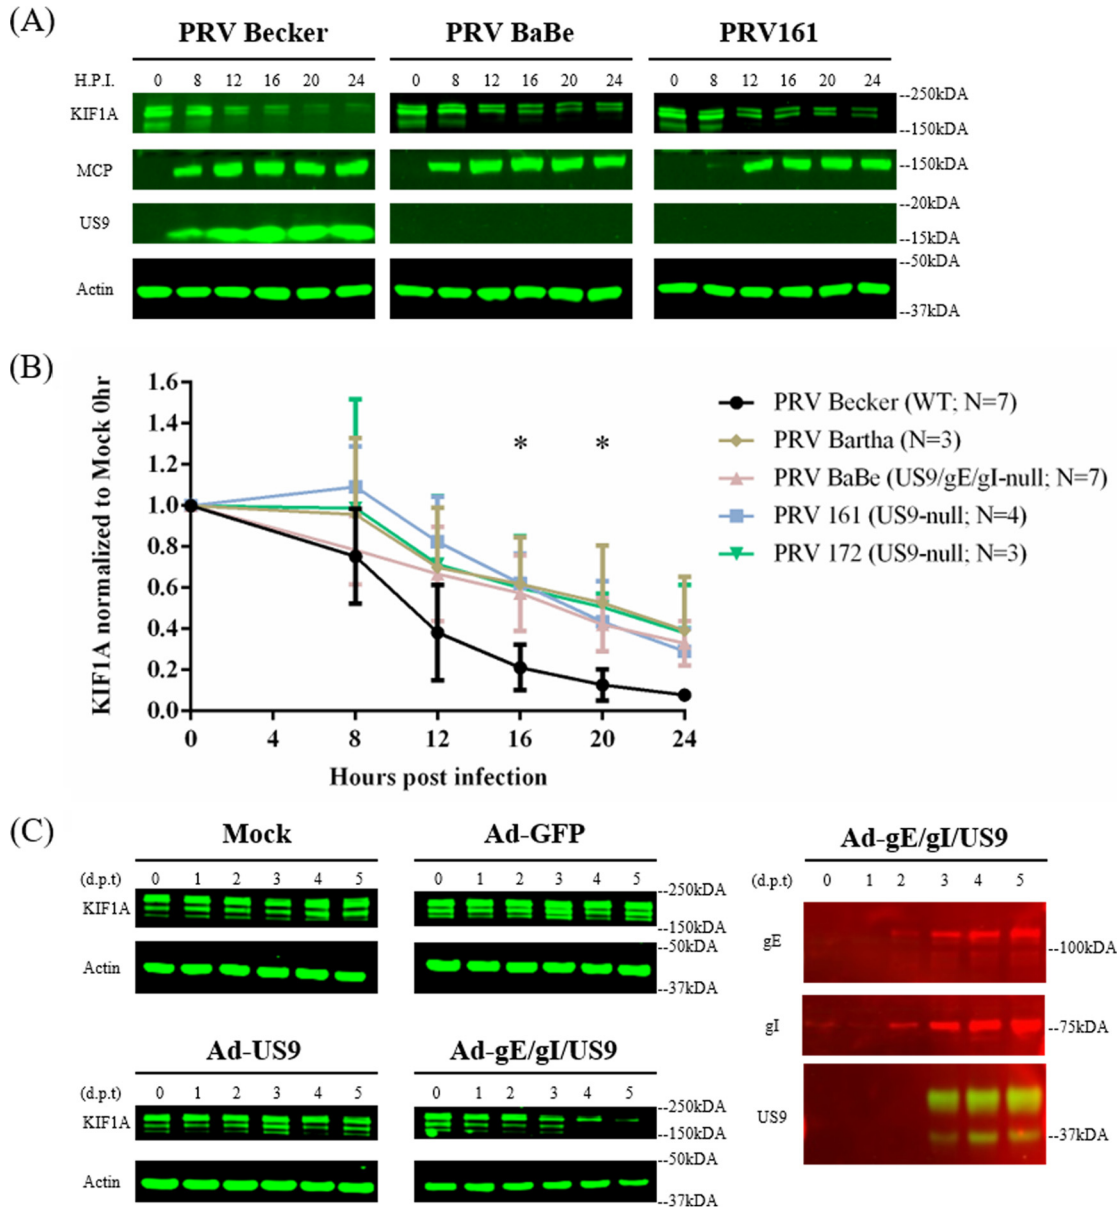 (A)
PRV Becker PRV BaBe PRV161
H.P.I. 0 8 12 16 20 24 0 8 12 16 20 24 0 8 12 16 20 24
--250kDA
KIF1A
--150kDA
MCP --150kDA
--20kDA
US9
--15kDA
--50kDA
Actin
--37kDA
(B)
KIF1A normalized to Mock 0hr
1.6
1.4
1.2
1.0
0.8
0.6
0.4
0.2
0.0
* *
0 4 8 12 16 20 24
Hours post infection
PRV Becker (WT; N=7)
PRV Bartha (N=3)
PRV BaBe (US9/gE/gI-null; N=7)
PRV 161 (US9-null; N=4)
PRV 172 (US9-null; N=3)
(C)
Mock Ad-GFP
(d.p.t) 0 1 2 3 4 5 0 1 2 3 4 5
--250kDA
KIF1A
--150kDA
--50kDA
Actin
--37kDA
Ad-US9 Ad-gE/gI/US9
(d.p.t) 0 1 2 3 4 5 0 1 2 3 4 5
--250kDA
KIF1A
--150kDA
--50kDA
Actin
--37kDA
Ad-gE/gI/US9
(d.p.t) 0 1 2 3 4 5
gE
--100kDA
gI --75kDA
US9
--37kDA